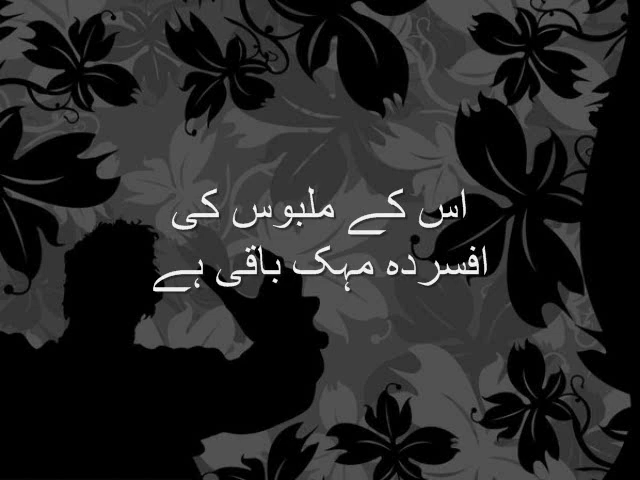 اس کے ملبوس کی
افسردہ مہک باقی ہے